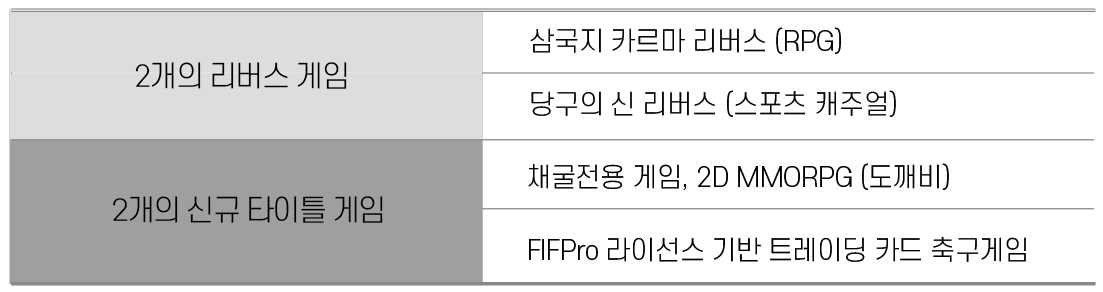 2개의 리버스 게임
삼국지 카르마 리버스 (RPG)
당구의 신 리버스 (스포츠 캐주얼)
2개의 신규 타이틀 게임
채굴전용 게임, 2D MMORPG (도깨비)
FIFPro 라이선스 기반 트레이딩 카드 축구게임